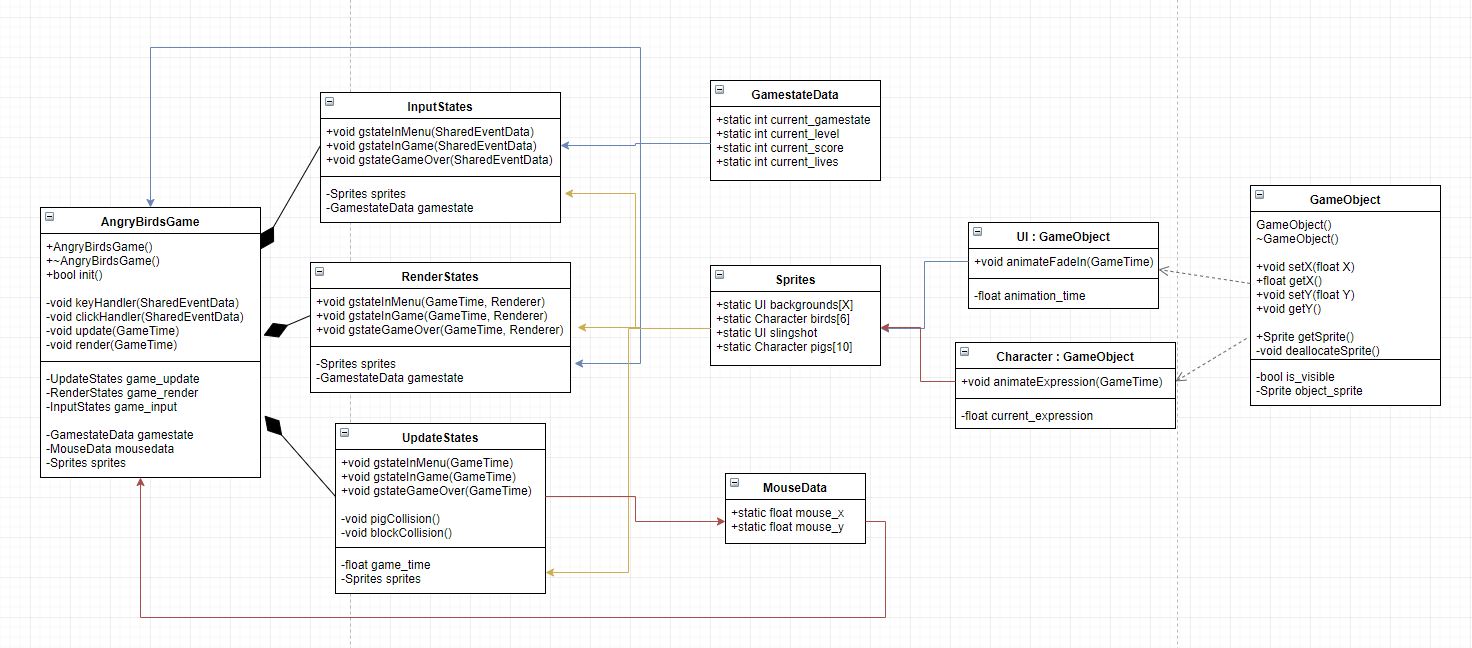 AngryBirdsGame
+AngryBirdsGame()
+~AngryBirdsGame()
+bool init()
-void keyHandler(SharedEventData)
-void clickHandler(SharedEventData)
-void update(GameTime)
-void render(GameTime)
-UpdateStates game_update
-RenderStates game_render
-InputStates game_input
-GamestateData gamestate
-MouseData mousedata
-Sprites sprites
InputStates
+void gstateInMenu(SharedEventData)
+void gstateInGame(SharedEventData)
+void gstateGameOver(SharedEventData)
-Sprites sprites
-GamestateData gamestate
RenderStates
+void gstateInMenu(GameTime, Renderer)
+void gstateInGame(GameTime, Renderer)
+void gstateGameOver(GameTime, Renderer)
-Sprites sprites
-GamestateData gamestate
UpdateStates
+void gstateInMenu(GameTime)
+void gstateInGame(GameTime)
+void gstateGameOver(GameTime)
-void pigCollision()
-void blockCollision()
-float game_time
-Sprites sprites
GamestateData
+static int current_gamestate
+static int current_level
+static int current_score
+static int current_lives
Sprites
+static UI backgrounds[X]
+static Character birds[6]
+static UI slingshot
+static Character pigs[10]
MouseData
+static float mouse_x
+static float mouse_y
UI : GameObject
+void animateFadeIn(GameTime)
-float animation_time
Character : GameObject
+void animateExpression(GameTime)
-float current_expression
GameObject
GameObject()
~GameObject()
+void setX(float X)
+float getX()
+void setY(float Y)
+void getY()
+Sprite getSprite()
-void deallocateSprite()
-bool is_visible
-Sprite object_sprite